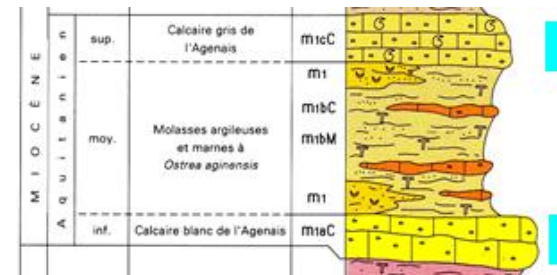 MIOCÈNE
Aquitanien
sup.
Calcaire gris de
l'Agenais
m1cC
moy.
Molasses argileuses
et marnes à
Ostrea aginensis
m1
m1bC
m1bM
m1
inf.
Calcaire blanc de l'Agenais
m1aC